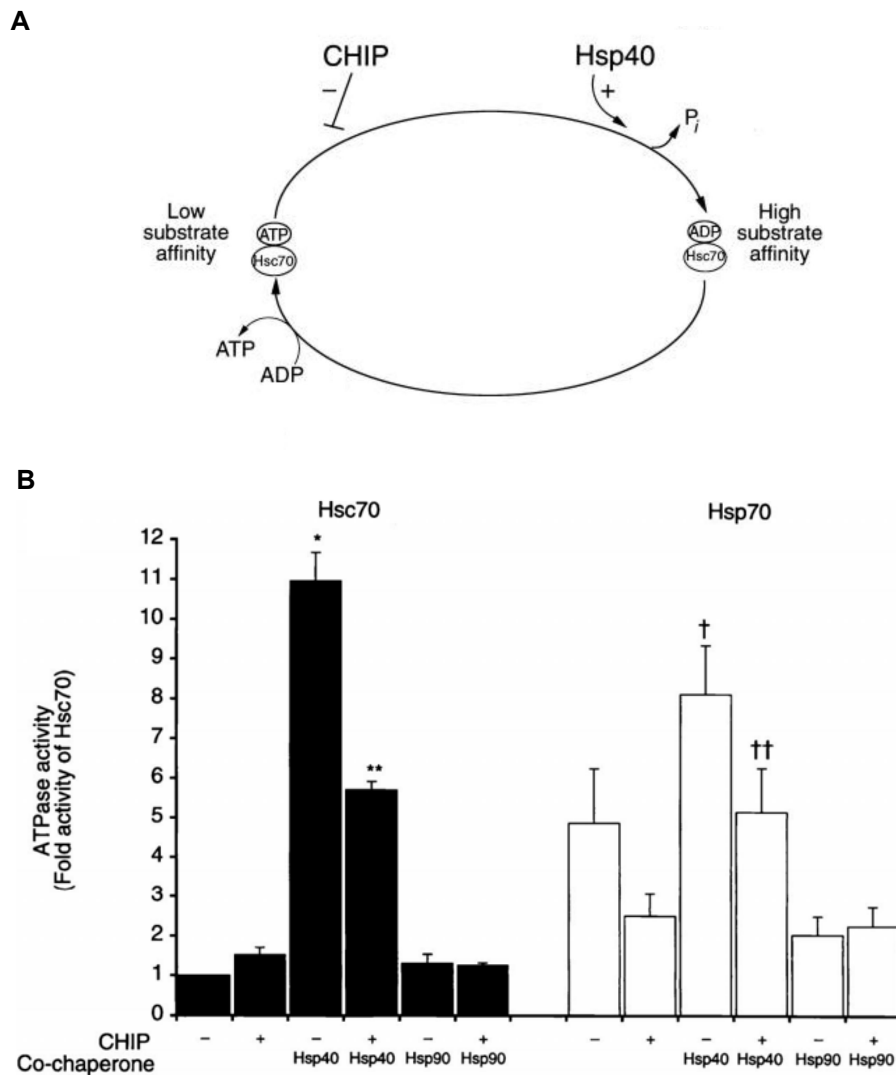 A
CHIP
Hsp40
−
+
Pi
Low
substrate
affinity
ATP
Hsc70
ADP
Hsc70
High
substrate
affinity
ATP
ADP
B
Hsc70
Hsp70
ATPase activity
(Fold activity of Hsc70)
12
11
10
9
8
7
6
5
4
3
2
1
0
*
**
†
††
CHIP − + − + − + − + − + − +
Co-chaperone Hsp40 Hsp40 Hsp90 Hsp90 Hsp40 Hsp40 Hsp90 Hsp90